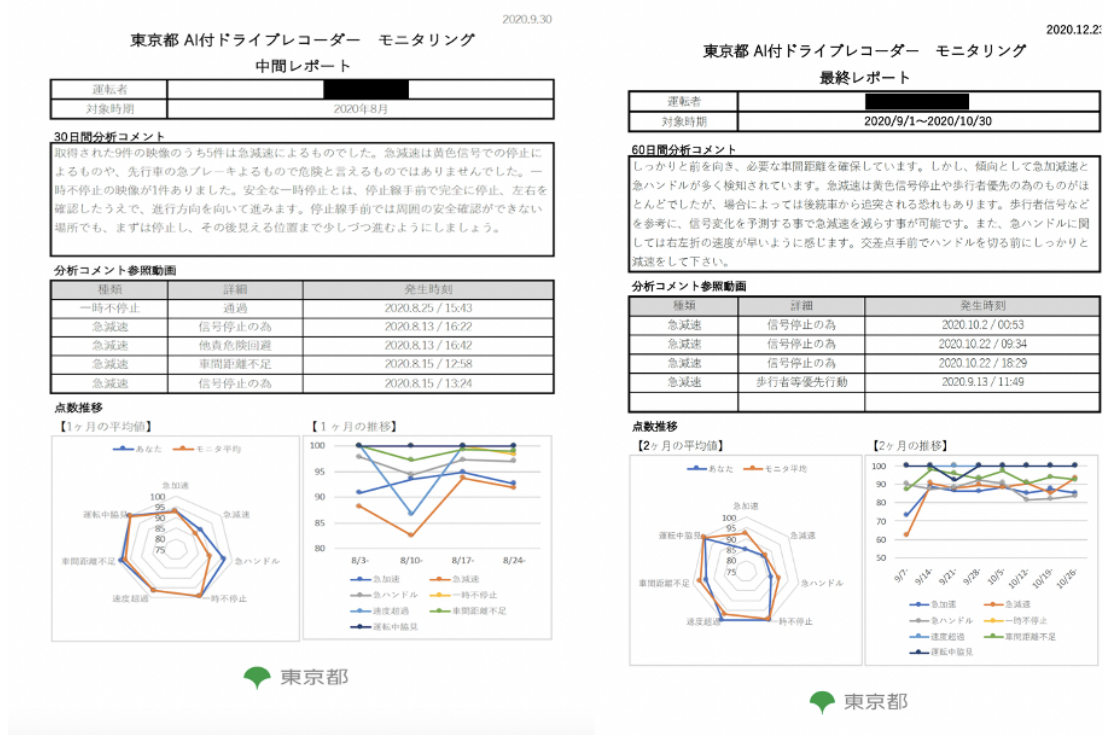 2020.9.30
東京都 AI付ドライブレコーダー　モニタリング
中間レポート
運転者
対象時期　2020年8月
30日間分析コメント
取得された9件の映像のうち5件は急減速によるものでした。急減速は黄色信号での停止に
よるものや、先行車の急ブレーキよるもので危険と言えるものではありませんでした。一
時不停止の映像が1件ありました。安全な一時停止とは、停止線手前で完全に停止、左右を
確認したうえで、進行方向を向いて進みます。停止線手前では周囲の安全確認ができない
場所でも、まずは停止し、その後見える位置まで少しづつ進むようにしましょう。
分析コメント参照動画
種類　詳細　発生時刻
一時不停止　通過　2020.8.25 / 15:43
急減速　信号停止の為　2020.8.13 / 16:22
急減速　他責危険回避　2020.8.13 / 16:42
急減速　車間距離不足　2020.8.15 / 12:58
急減速　信号停止の為　2020.8.15 / 13:24
点数推移
【1ヶ月の平均値】
あなた　モニタ平均
急加速
急減速
急ハンドル
一時不停止
速度超過
車間距離不足
運転中脇見
100
95
90
85
80
75
【1ヶ月の推移】
100
95
90
85
80
8/3-　8/10-　8/17-　8/24-
急加速　急減速
急ハンドル　一時不停止
速度超過　車間距離不足
運転中脇見
東京都
2020.12.2
東京都 AI付ドライブレコーダー　モニタリング
最終レポート
運転者
対象時期　2020/9/1～2020/10/30
60日間分析コメント
しっかりと前を向き、必要な車間距離を確保しています。しかし、傾向として急加減速と
急ハンドルが多く検知されています。急減速は黄色信号停止や歩行者優先の為のものがほ
とんどでしたが、場合によっては後続車から追突される恐れもあります。歩行者信号など
を参考に、信号変化を予測する事で急減速を減らす事が可能です。また、急ハンドルに関
しては右左折の速度が早いように感じます。交差点手前でハンドルを切る前にしっかりと
減速をして下さい。
分析コメント参照動画
種類　詳細　発生時刻
急減速　信号停止の為　2020.10.2 / 00:53
急減速　信号停止の為　2020.10.22 / 09:34
急減速　信号停止の為　2020.10.22 / 18:29
急減速　歩行者等優先行動　2020.9.13 / 11:49
点数推移
【2ヶ月の平均値】
あなた　モニタ平均
急加速
急減速
急ハンドル
一時不停止
速度超過
車間距離不足
運転中脇見
100
95
90
85
80
75
【2ヶ月の推移】
100
90
80
70
60
50
9/7-　9/14-　9/21-　9/28-　10/5-　10/12-　10/19-　10/26-
急加速　急減速
急ハンドル　一時不停止
速度超過　車間距離不足
運転中脇見
東京都